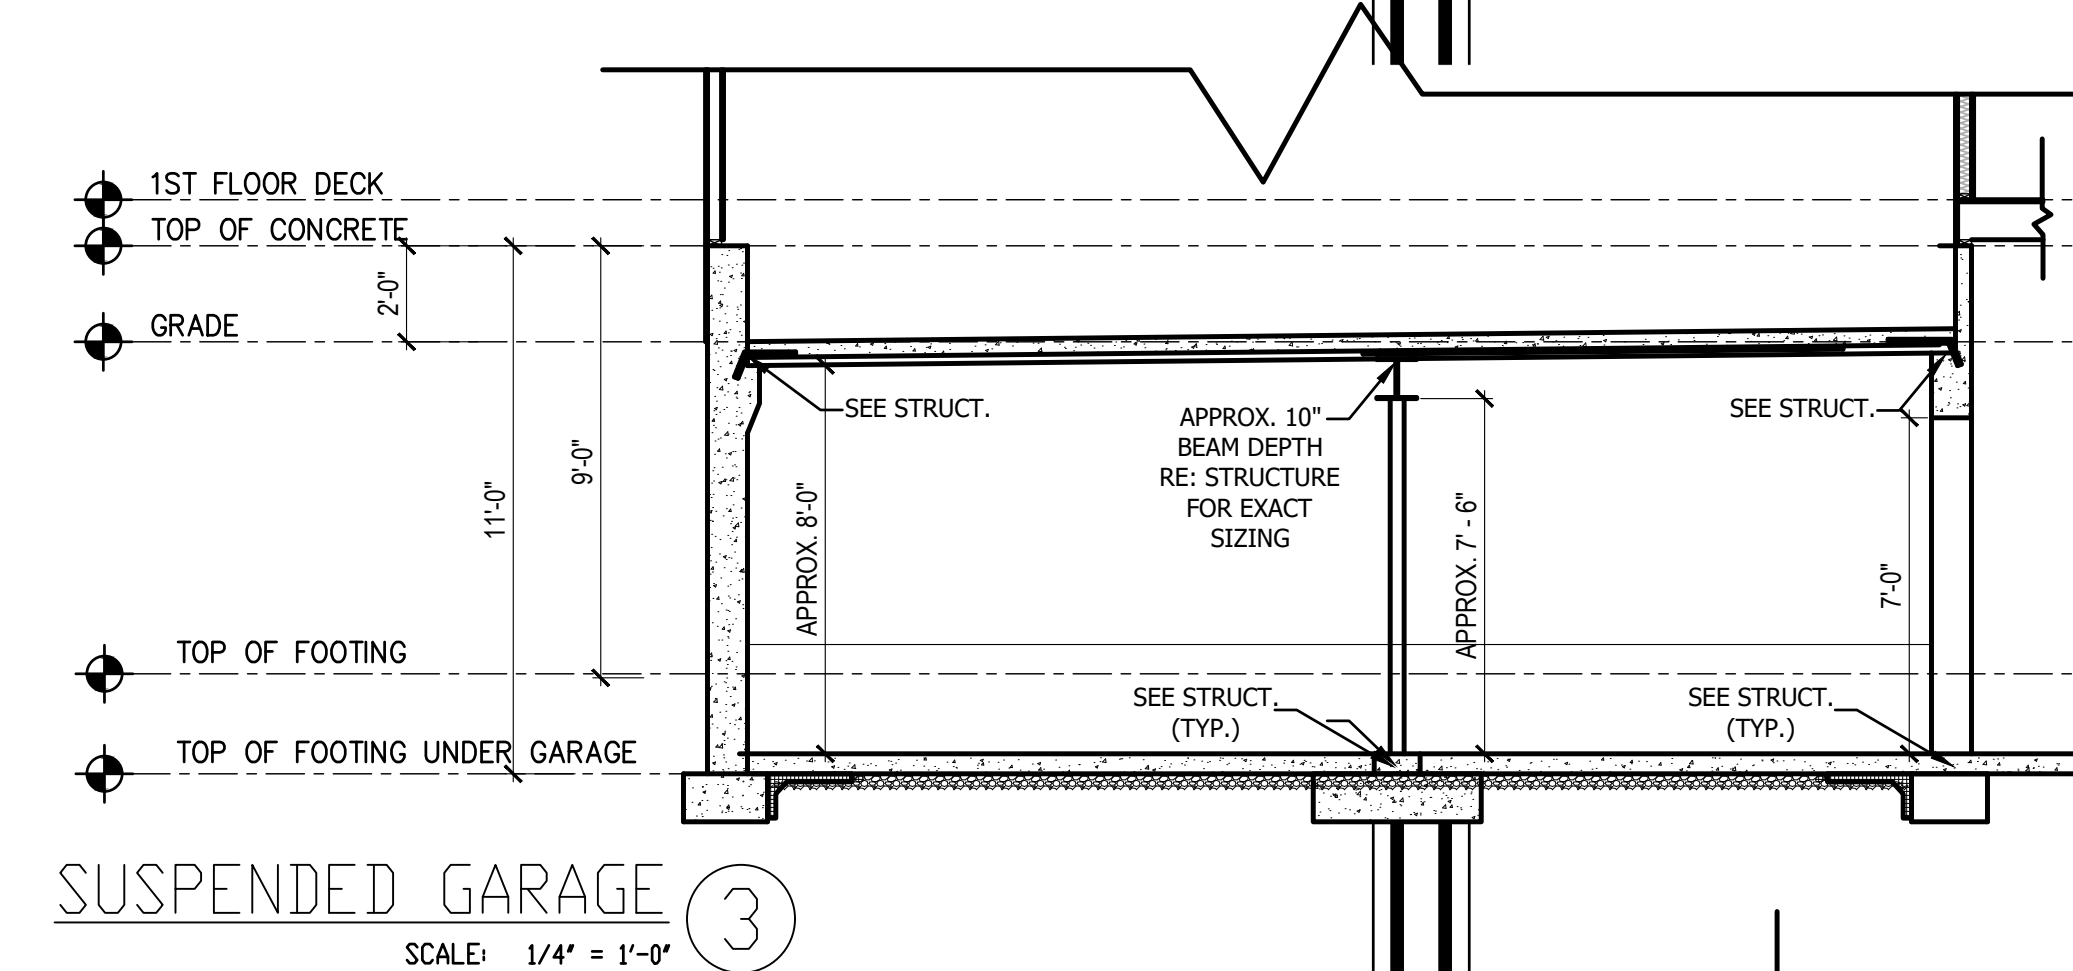 1ST FLOOR DECK
TOP OF CONCRETE
2'-0"
GRADE
SEE STRUCT.
APPROX. 10"
BEAM DEPTH
RE: STRUCTURE
FOR EXACT
SIZING
SEE STRUCT.
9'-0"
11'-0"
APPROX. 8'-0"
APPROX. 7' - 6"
7'-0"
TOP OF FOOTING
SEE STRUCT.
(TYP.)
SEE STRUCT.
(TYP.)
TOP OF FOOTING UNDER GARAGE
SUSPENDED GARAGE
3
SCALE: 1/4" = 1'-0"